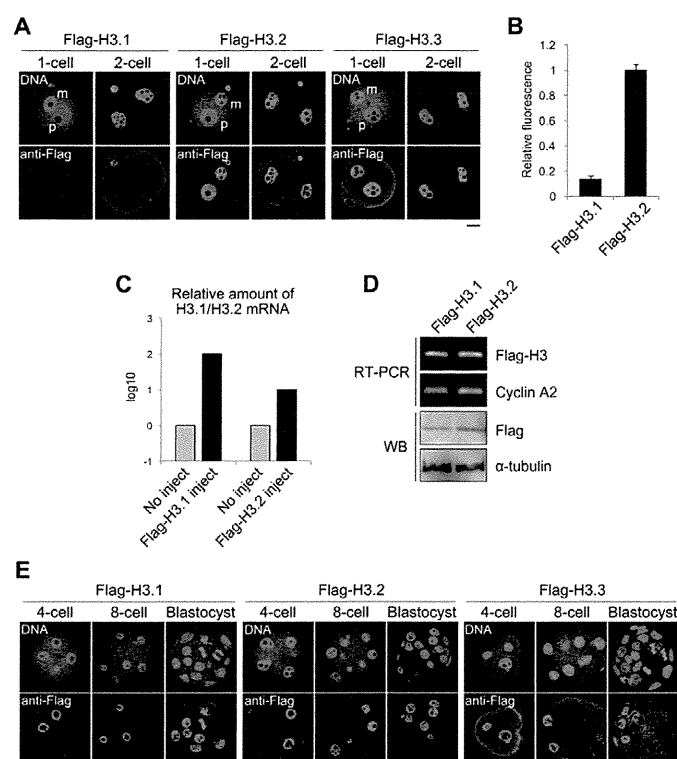 A
Flag-H3.1 Flag-H3.2 Flag-H3.3
1-cell 2-cell 1-cell 2-cell 1-cell 2-cell
DNA m p DNA m p DNA m p
anti-Flag anti-Flag anti-Flag
B
Relative fluorescence
1.2
1
0.8
0.6
0.4
0.2
0
Flag-H3.1 Flag-H3.2
C
Relative amount of
H3.1/H3.2 mRNA
log10
3
2
1
0
-1
No inject Flag-H3.1 inject No inject Flag-H3.2 inject
D
Flag-H3.1 Flag-H3.2
RT-PCR
Flag-H3
Cyclin A2
WB
Flag
α-tubulin
E
Flag-H3.1 Flag-H3.2 Flag-H3.3
4-cell 8-cell Blastocyst 4-cell 8-cell Blastocyst 4-cell 8-cell Blastocyst
DNA DNA DNA
anti-Flag anti-Flag anti-Flag